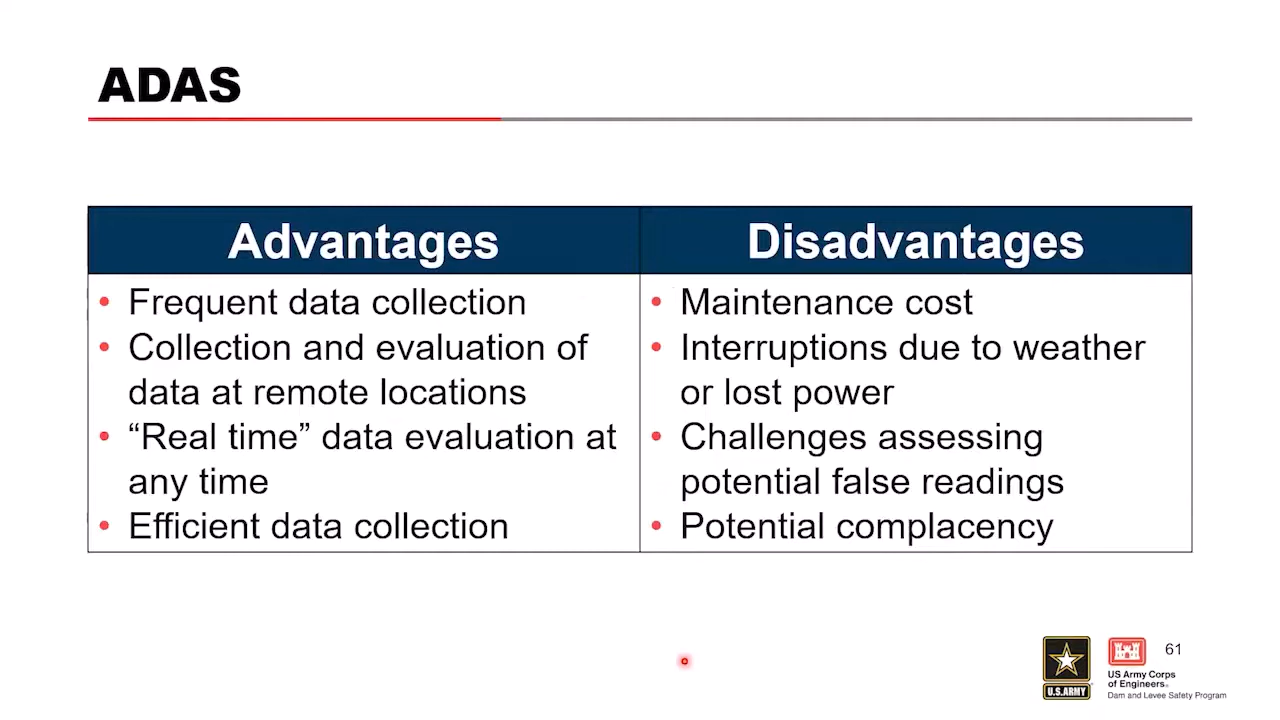 ADAS
Advantages
Disadvantages
• Frequent data collection
• Collection and evaluation of
data at remote locations
• “Real time” data evaluation at
any time
• Efficient data collection
• Maintenance cost
• Interruptions due to weather
or lost power
• Challenges assessing
potential false readings
• Potential complacency
U.S.ARMY
US Army Corps
of Engineers®
Dam and Levee Safety Program
61